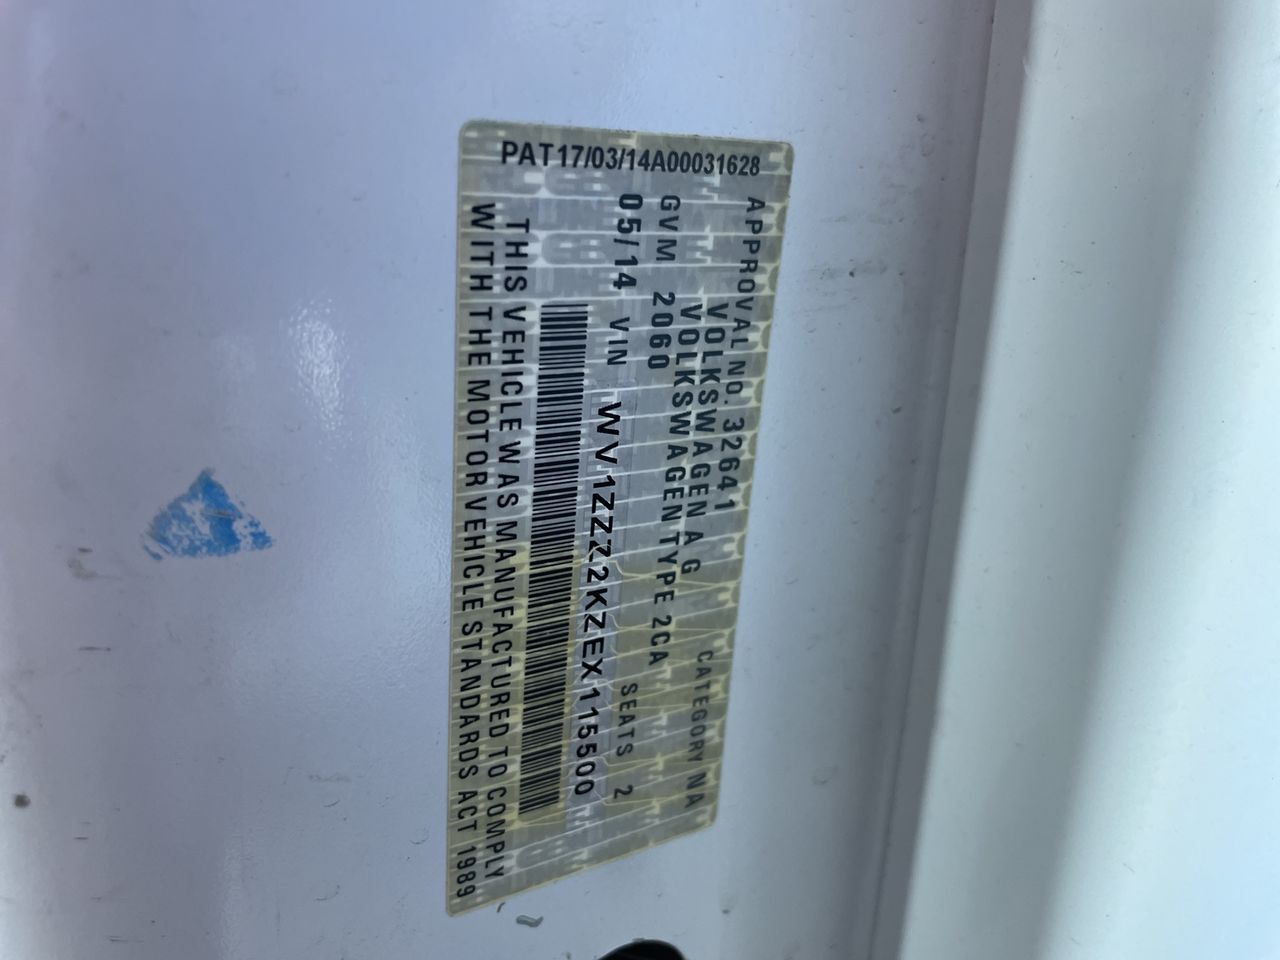 PAT17/03/14A00031628
APPROVAL NO. 32641 CATEGORY NA
VOLKSWAGEN AG
VOLKSWAGEN TYPE 2CA
GVM 2060 SEATS 2
05/14 VIN WV1ZZZ2KZEX115500
THIS VEHICLE WAS MANUFACTURED TO COMPLY
WITH THE MOTOR VEHICLE STANDARDS ACT 1989